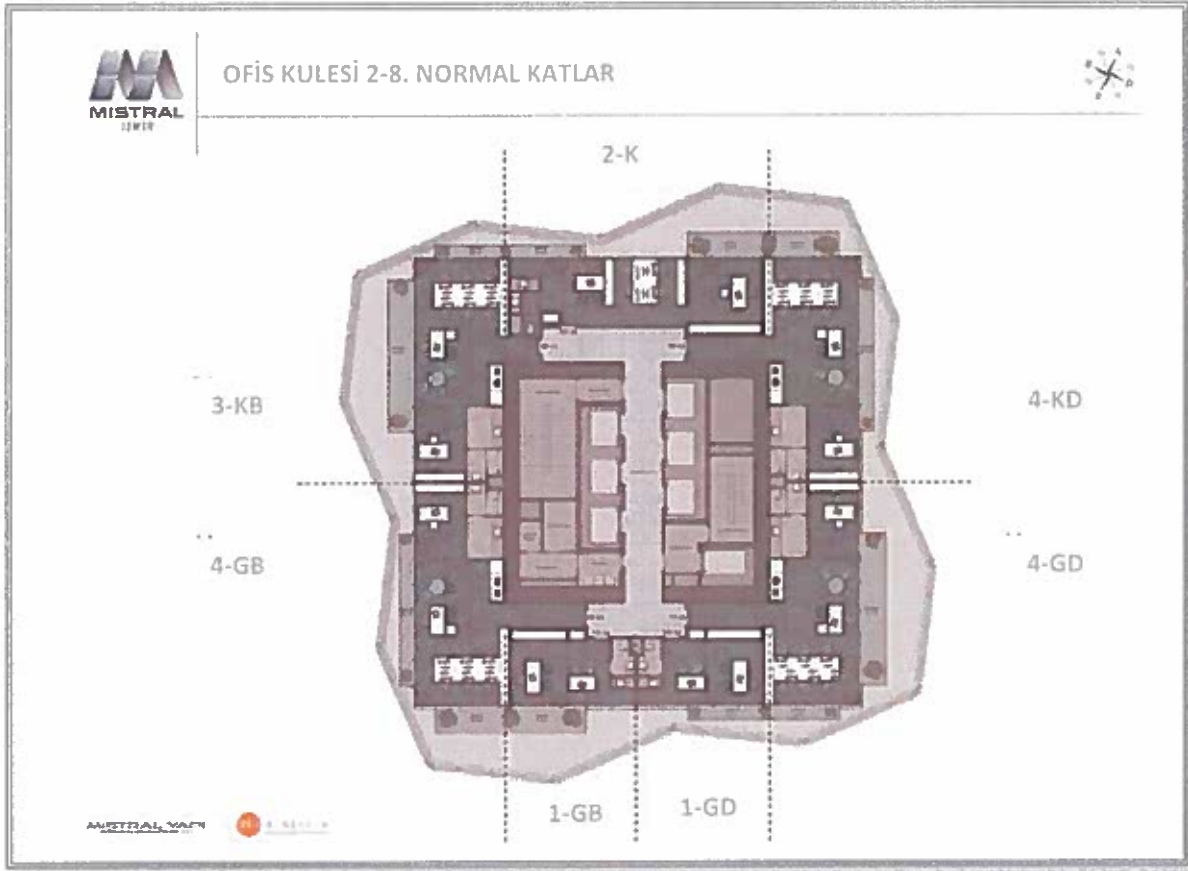 OFİS KULESİ 2-8. NORMAL KATLAR
MISTRAL
İZMİR
2-K
3-KB
4-KD
4-GB
4-GD
1-GB
1-GD
MISTRAL YAPI